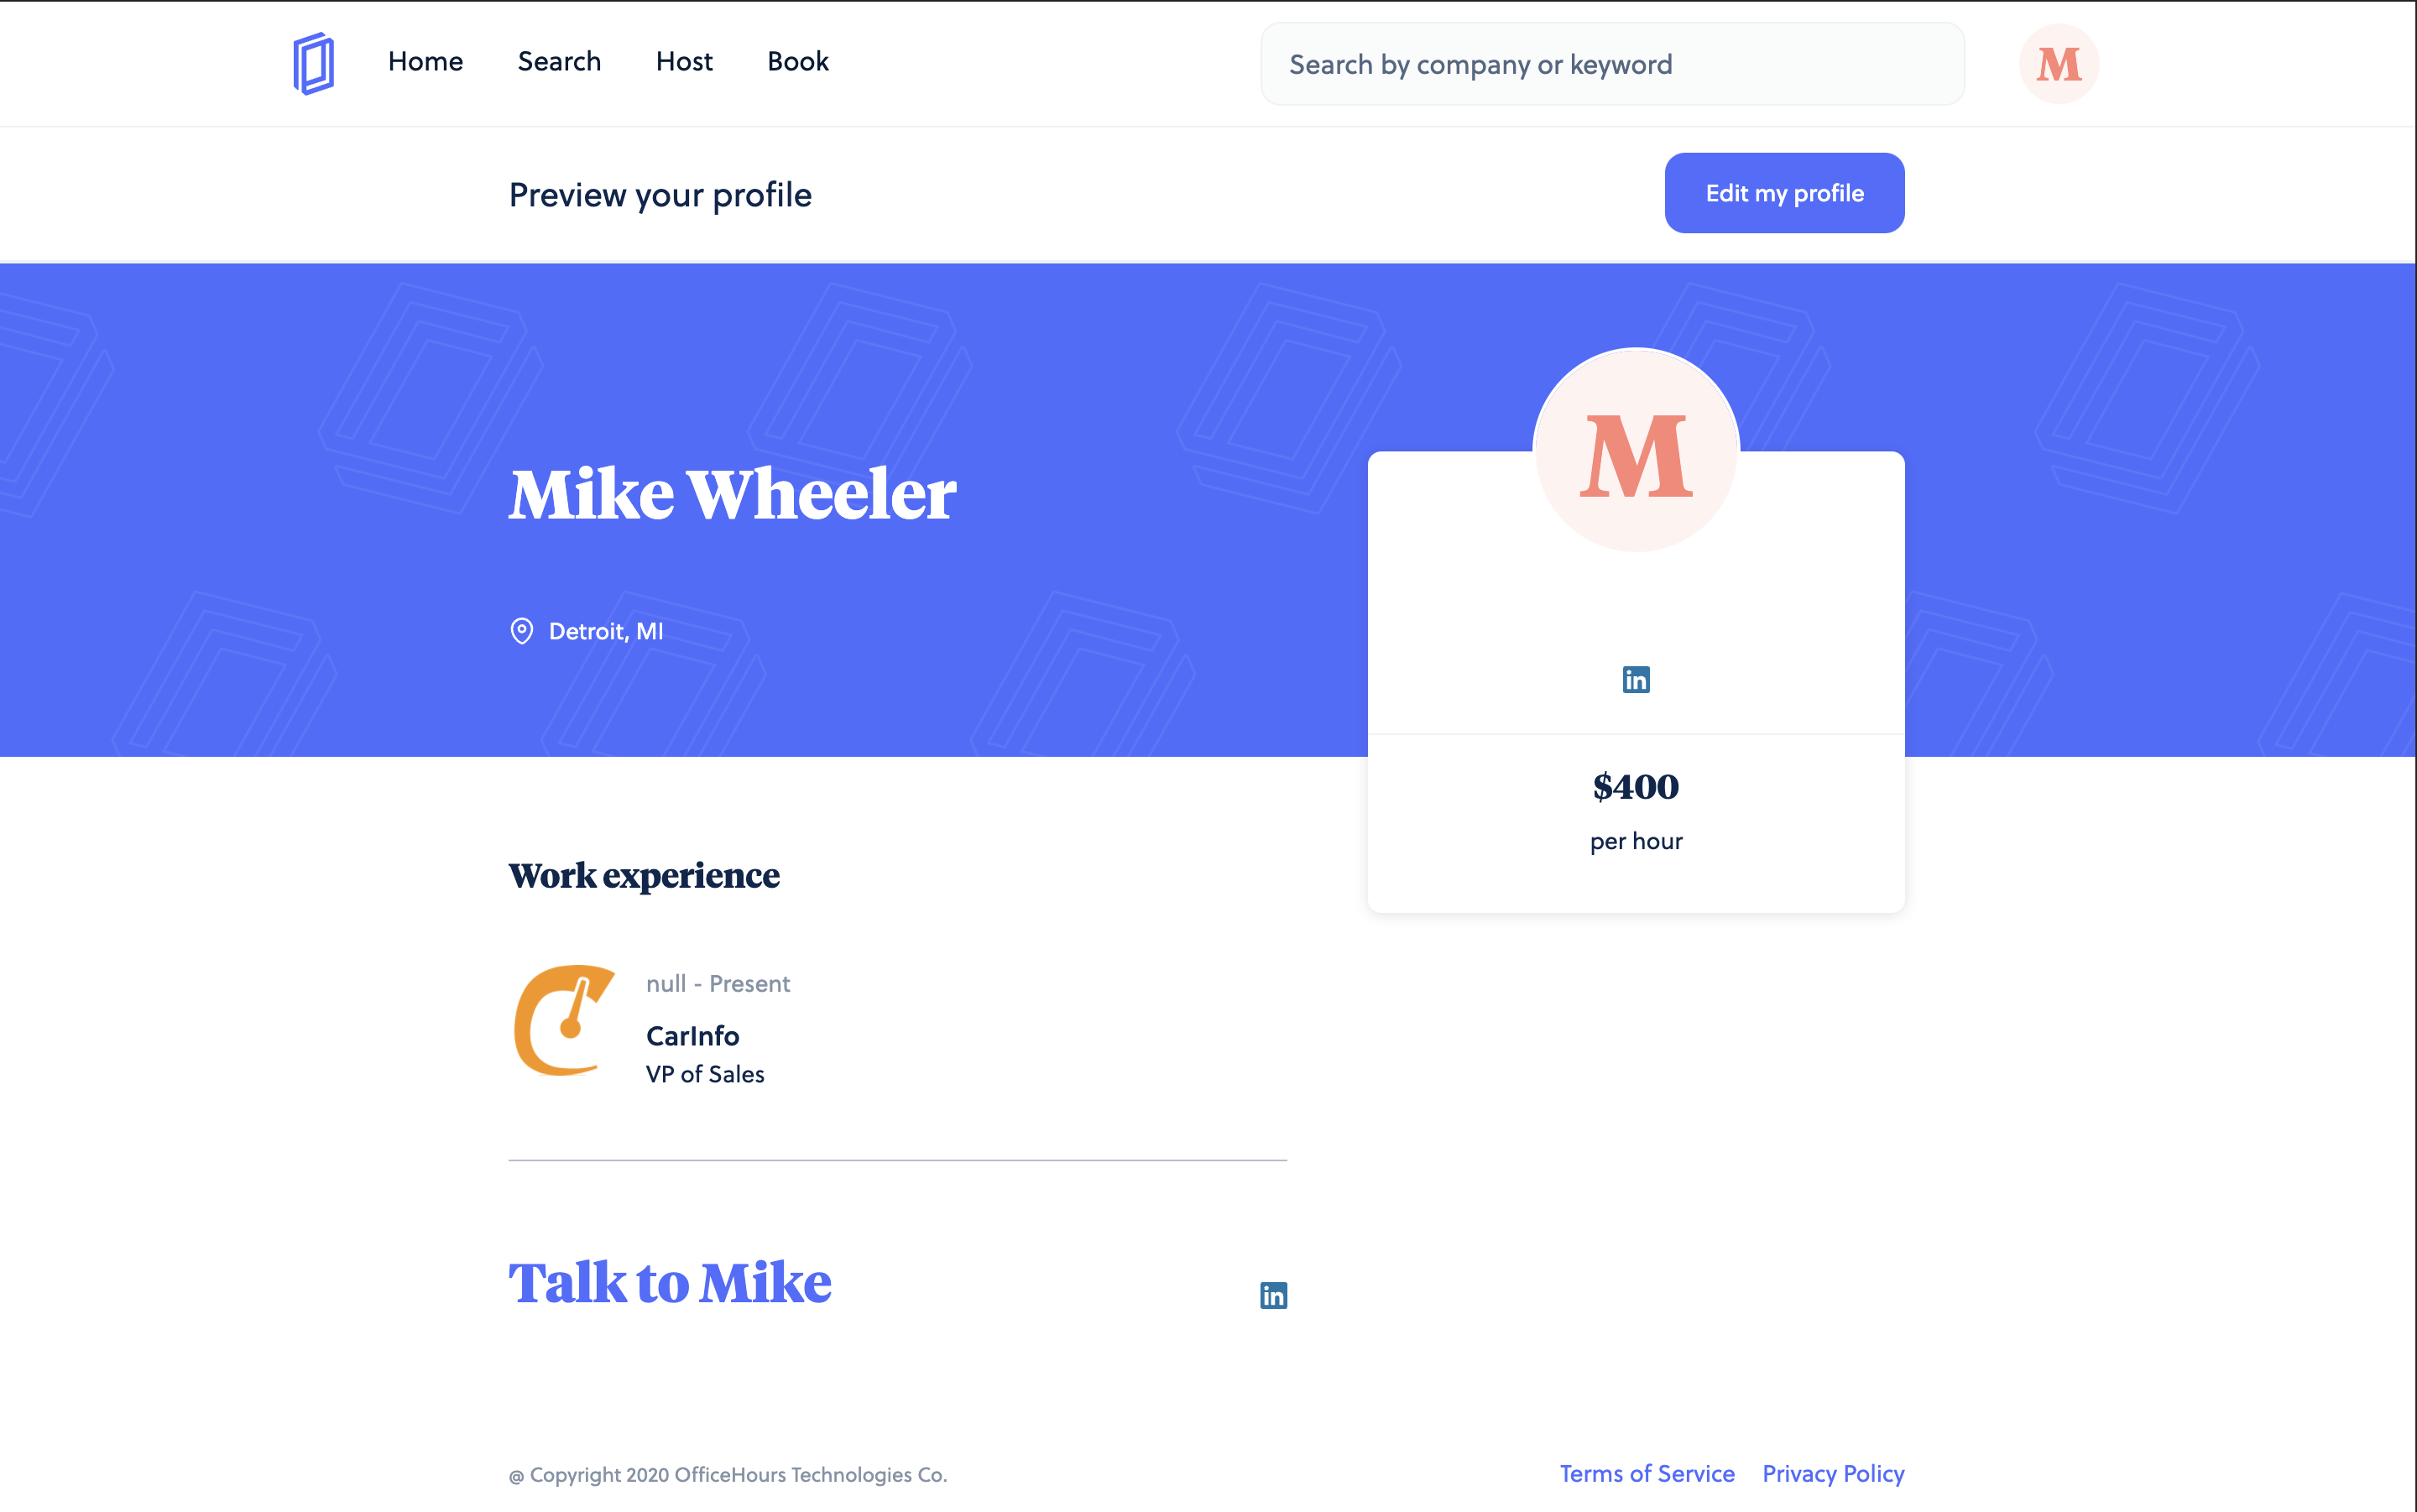 Home Search Host Book
Search by company or keyword
M
Preview your profile
Edit my profile
Mike Wheeler
Detroit, MI
M
in
$400
per hour
Work experience
null - Present
CarInfo
VP of Sales
Talk to Mike
in
@ Copyright 2020 OfficeHours Technologies Co.
Terms of Service Privacy Policy